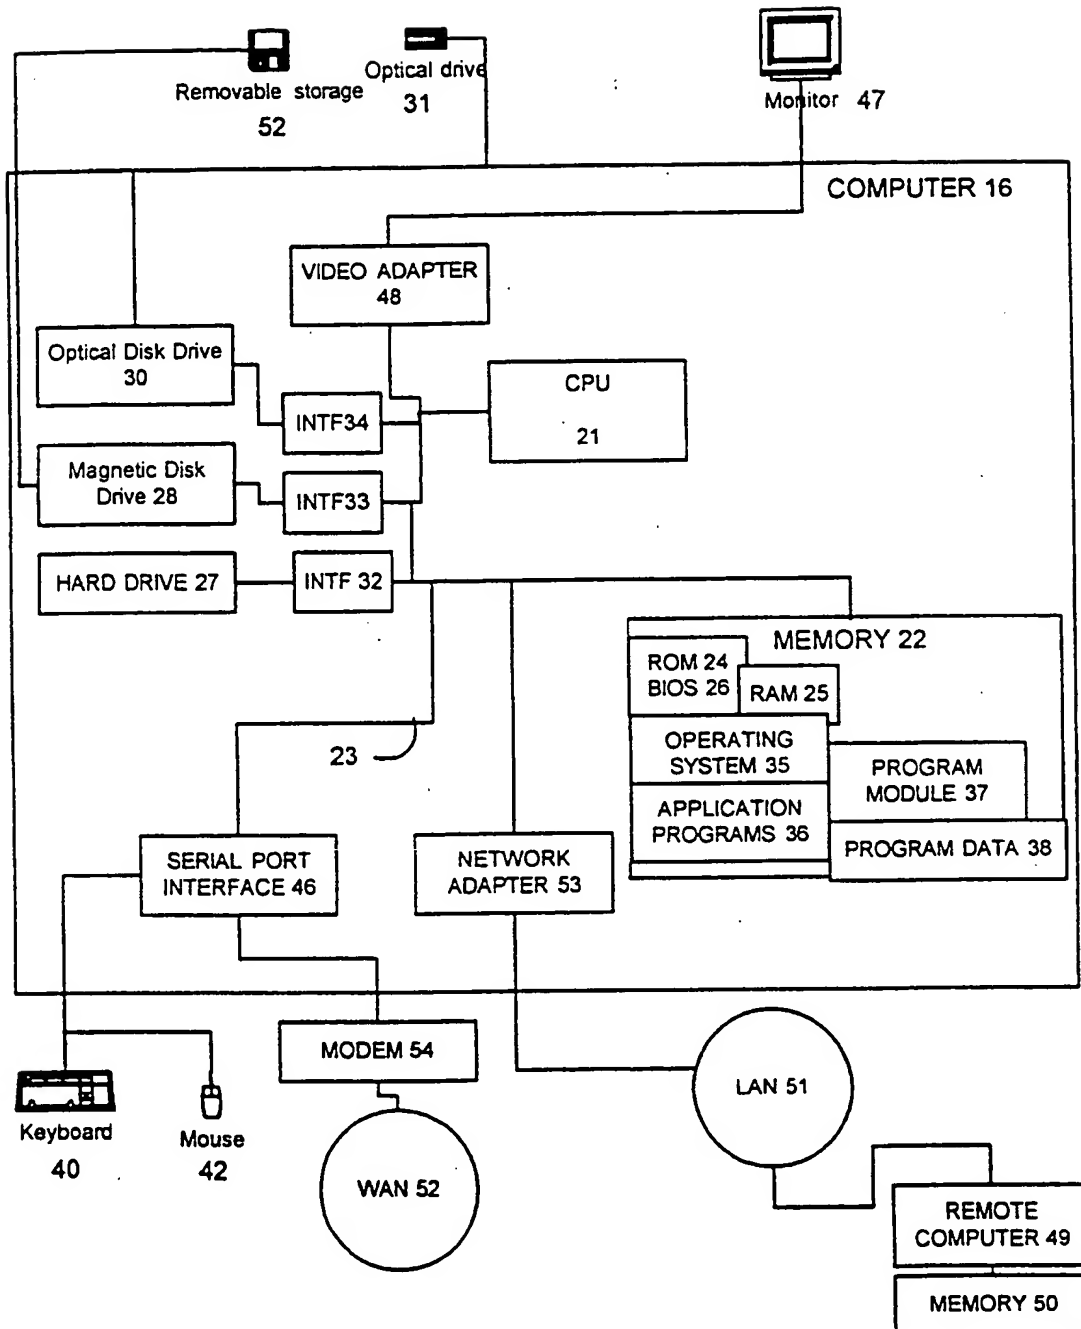 Removable storage
52
Optical drive
31
Monitor 47
COMPUTER 16
VIDEO ADAPTER
48
Optical Disk Drive
30
CPU
21
INTF34
Magnetic Disk
Drive 28
INTF33
HARD DRIVE 27
INTF 32
MEMORY 22
ROM 24
BIOS 26
RAM 25
OPERATING
SYSTEM 35
PROGRAM
MODULE 37
APPLICATION
PROGRAMS 36
PROGRAM DATA 38
23
SERIAL PORT
INTERFACE 46
NETWORK
ADAPTER 53
MODEM 54
LAN 51
Keyboard
40
Mouse
42
WAN 52
REMOTE
COMPUTER 49
MEMORY 50